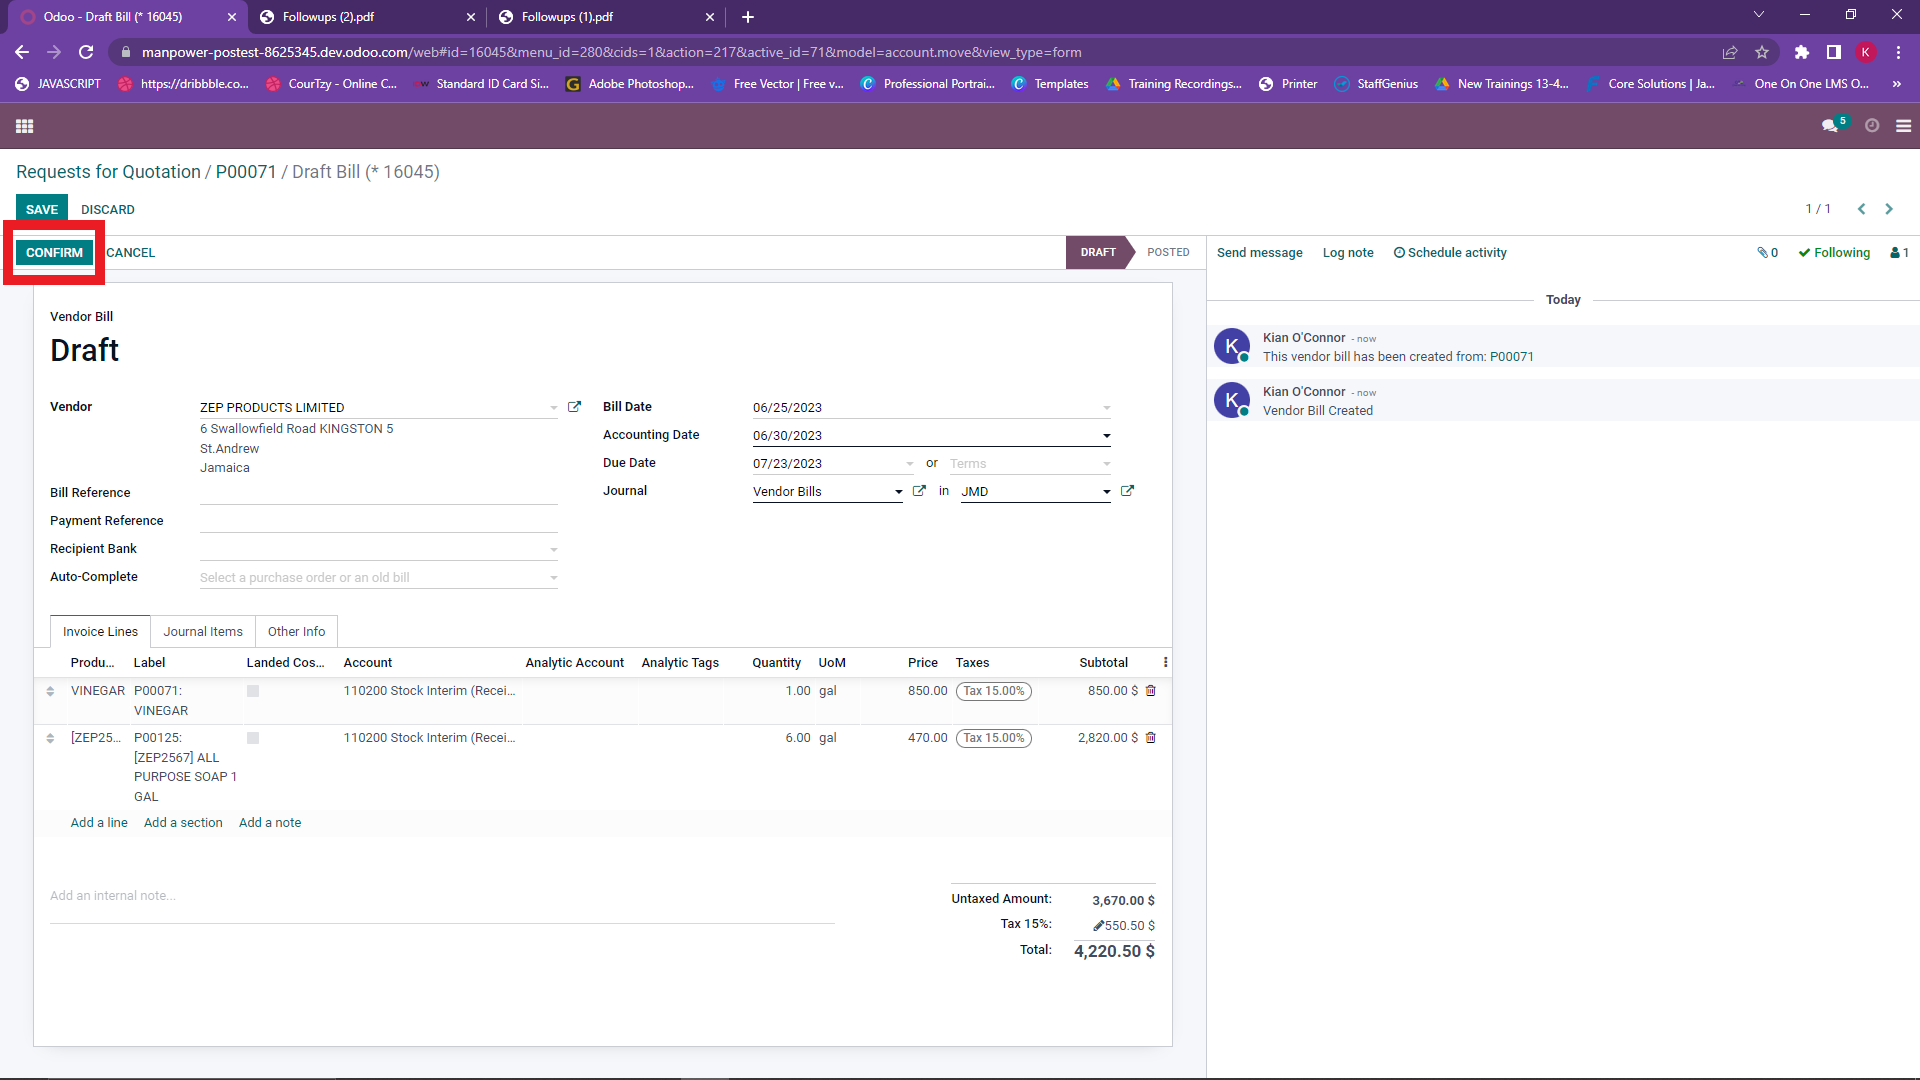 Odoo - Draft Bill (* 16045)
Followups (2).pdf
Followups (1).pdf
manpower-postest-8625345.dev.odoo.com/web#id=16045&menu_id=280&cids=1&action=217&active_id=71&model=account.move&view_type=form
K
JAVASCRIPT
https://dribbble.co...
CourTzy - Online C...
Standard ID Card Si...
Adobe Photoshop...
Free Vector | Free v...
Professional Portrai...
Templates
Training Recordings...
Printer
StaffGenius
New Trainings 13-4...
Core Solutions | Ja...
One On One LMS O...
»
5
Requests for Quotation / P00071 / Draft Bill (* 16045)
SAVE DISCARD
1 / 1
CONFIRM CANCEL
DRAFT POSTED
Send message Log note Schedule activity
0 Following 1
Vendor Bill
Draft
Vendor ZEP PRODUCTS LIMITED
6 Swallowfield Road KINGSTON 5
St.Andrew
Jamaica
Bill Reference
Payment Reference
Recipient Bank
Auto-Complete Select a purchase order or an old bill
Bill Date 06/25/2023
Accounting Date 06/30/2023
Due Date 07/23/2023 or Terms
Journal Vendor Bills in JMD
Invoice Lines Journal Items Other Info
Produ... Label Landed Cos... Account Analytic Account Analytic Tags Quantity UoM Price Taxes Subtotal
VINEGAR P00071: 110200 Stock Interim (Recei... 1.00 gal 850.00 Tax 15.00% 850.00 $
VINEGAR
[ZEP25... P00125: 110200 Stock Interim (Recei... 6.00 gal 470.00 Tax 15.00% 2,820.00 $
[ZEP2567] ALL
PURPOSE SOAP 1
GAL
Add a line Add a section Add a note
Add an internal note...
Untaxed Amount: 3,670.00 $
Tax 15%: 550.50 $
Total: 4,220.50 $
Today
K
Kian O'Connor - now
This vendor bill has been created from: P00071
K
Kian O'Connor - now
Vendor Bill Created